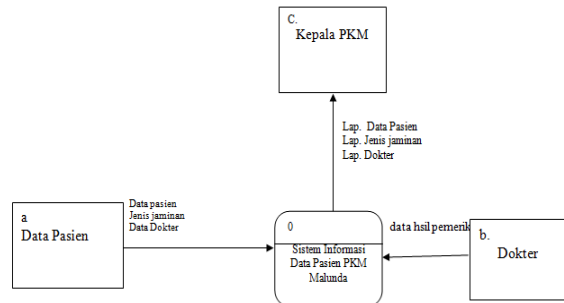 C.
Kepala PKM
Lap. Data Pasien
Lap. Jenis jaminan
Lap. Dokter
a
Data Pasien
Data pasien
Jenis jaminan
Data Dokter
0
Sistem Informasi
Data Pasien PKM
Malunda
data hsil pemerik
b.
Dokter